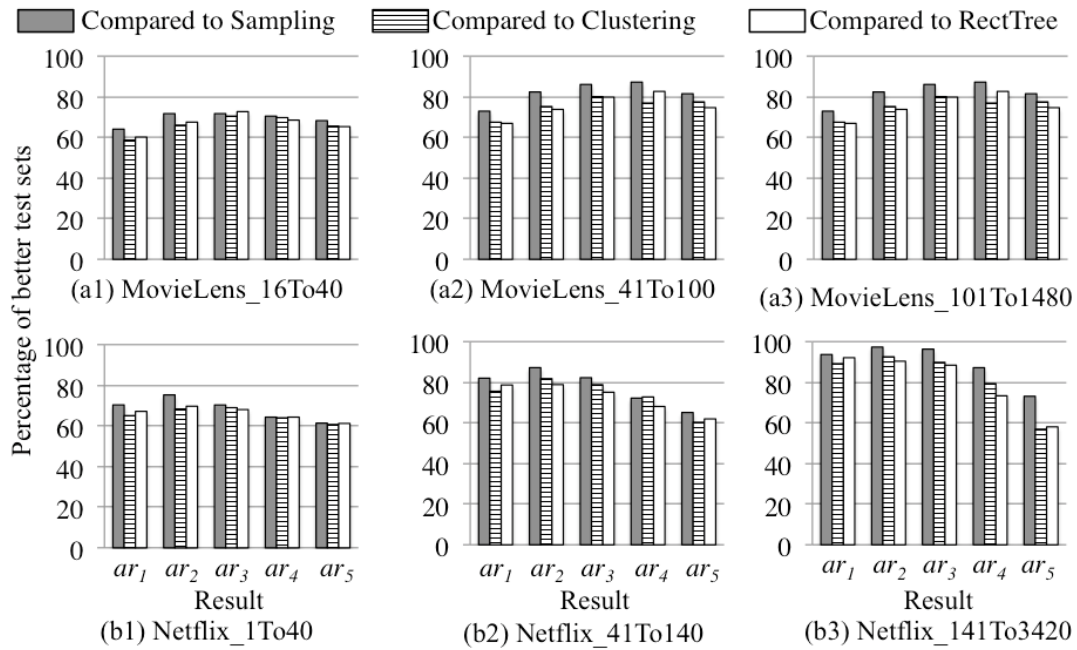 Compared to Sampling Compared to Clustering Compared to RectTree
Percentage of better test sets
100
80
60
40
20
0
(a1) MovieLens_16To40
100
80
60
40
20
0
(a2) MovieLens_41To100
100
80
60
40
20
0
(a3) MovieLens_101To1480
100
80
60
40
20
0
ar1 ar2 ar3 ar4 ar5
Result
(b1) Netflix_1To40
100
80
60
40
20
0
ar1 ar2 ar3 ar4 ar5
Result
(b2) Netflix_41To140
100
80
60
40
20
0
ar1 ar2 ar3 ar4 ar5
Result
(b3) Netflix_141To3420